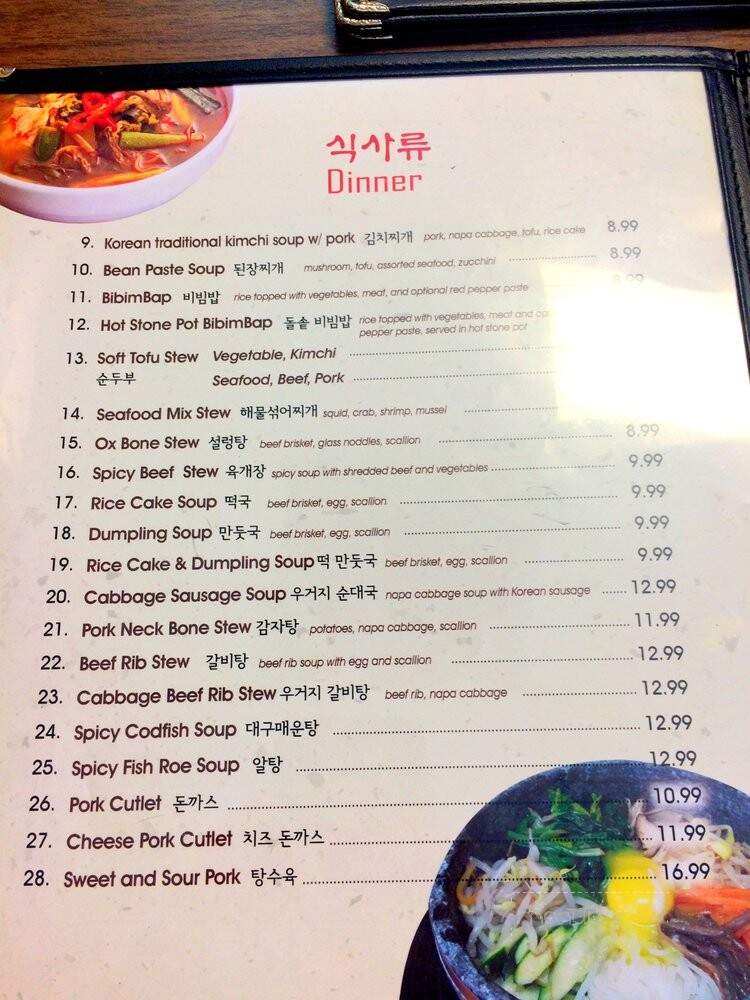 식사류
Dinner
9. Korean traditional kimchi soup w/ pork 김치찌개 pork, napa cabbage, tofu, rice cake 8.99
10. Bean Paste Soup 된장찌개 mushroom, tofu, assorted seafood, zucchini 8.99
11. BibimBap 비빔밥 rice topped with vegetables, meat, and optional red pepper paste 8.99
12. Hot Stone Pot BibimBap 돌솥 비빔밥 rice topped with vegetables, meat and
pepper paste, served in hot stone pot
13. Soft Tofu Stew Vegetable, Kimchi
순두부 Seafood, Beef, Pork
14. Seafood Mix Stew 해물섞어찌개 squid, crab, shrimp, mussel
15. Ox Bone Stew 설렁탕 beef brisket, glass noddles, scallion 8.99
16. Spicy Beef Stew 육개장 spicy soup with shredded beef and vegetables 9.99
17. Rice Cake Soup 떡국 beef brisket, egg, scallion 9.99
18. Dumpling Soup 만둣국 beef brisket, egg, scallion 9.99
19. Rice Cake & Dumpling Soup 떡 만둣국 beef brisket, egg, scallion 9.99
20. Cabbage Sausage Soup 우거지 순대국 napa cabbage soup with Korean sausage 12.99
21. Pork Neck Bone Stew 감자탕 potatoes, napa cabbage, scallion 11.99
22. Beef Rib Stew 갈비탕 beef rib soup with egg and scallion 12.99
23. Cabbage Beef Rib Stew 우거지 갈비탕 beef rib, napa cabbage 12.99
24. Spicy Codfish Soup 대구매운탕 12.99
25. Spicy Fish Roe Soup 알탕 12.99
26. Pork Cutlet 돈까스 10.99
27. Cheese Pork Cutlet 치즈 돈까스 11.99
28. Sweet and Sour Pork 탕수육 16.99